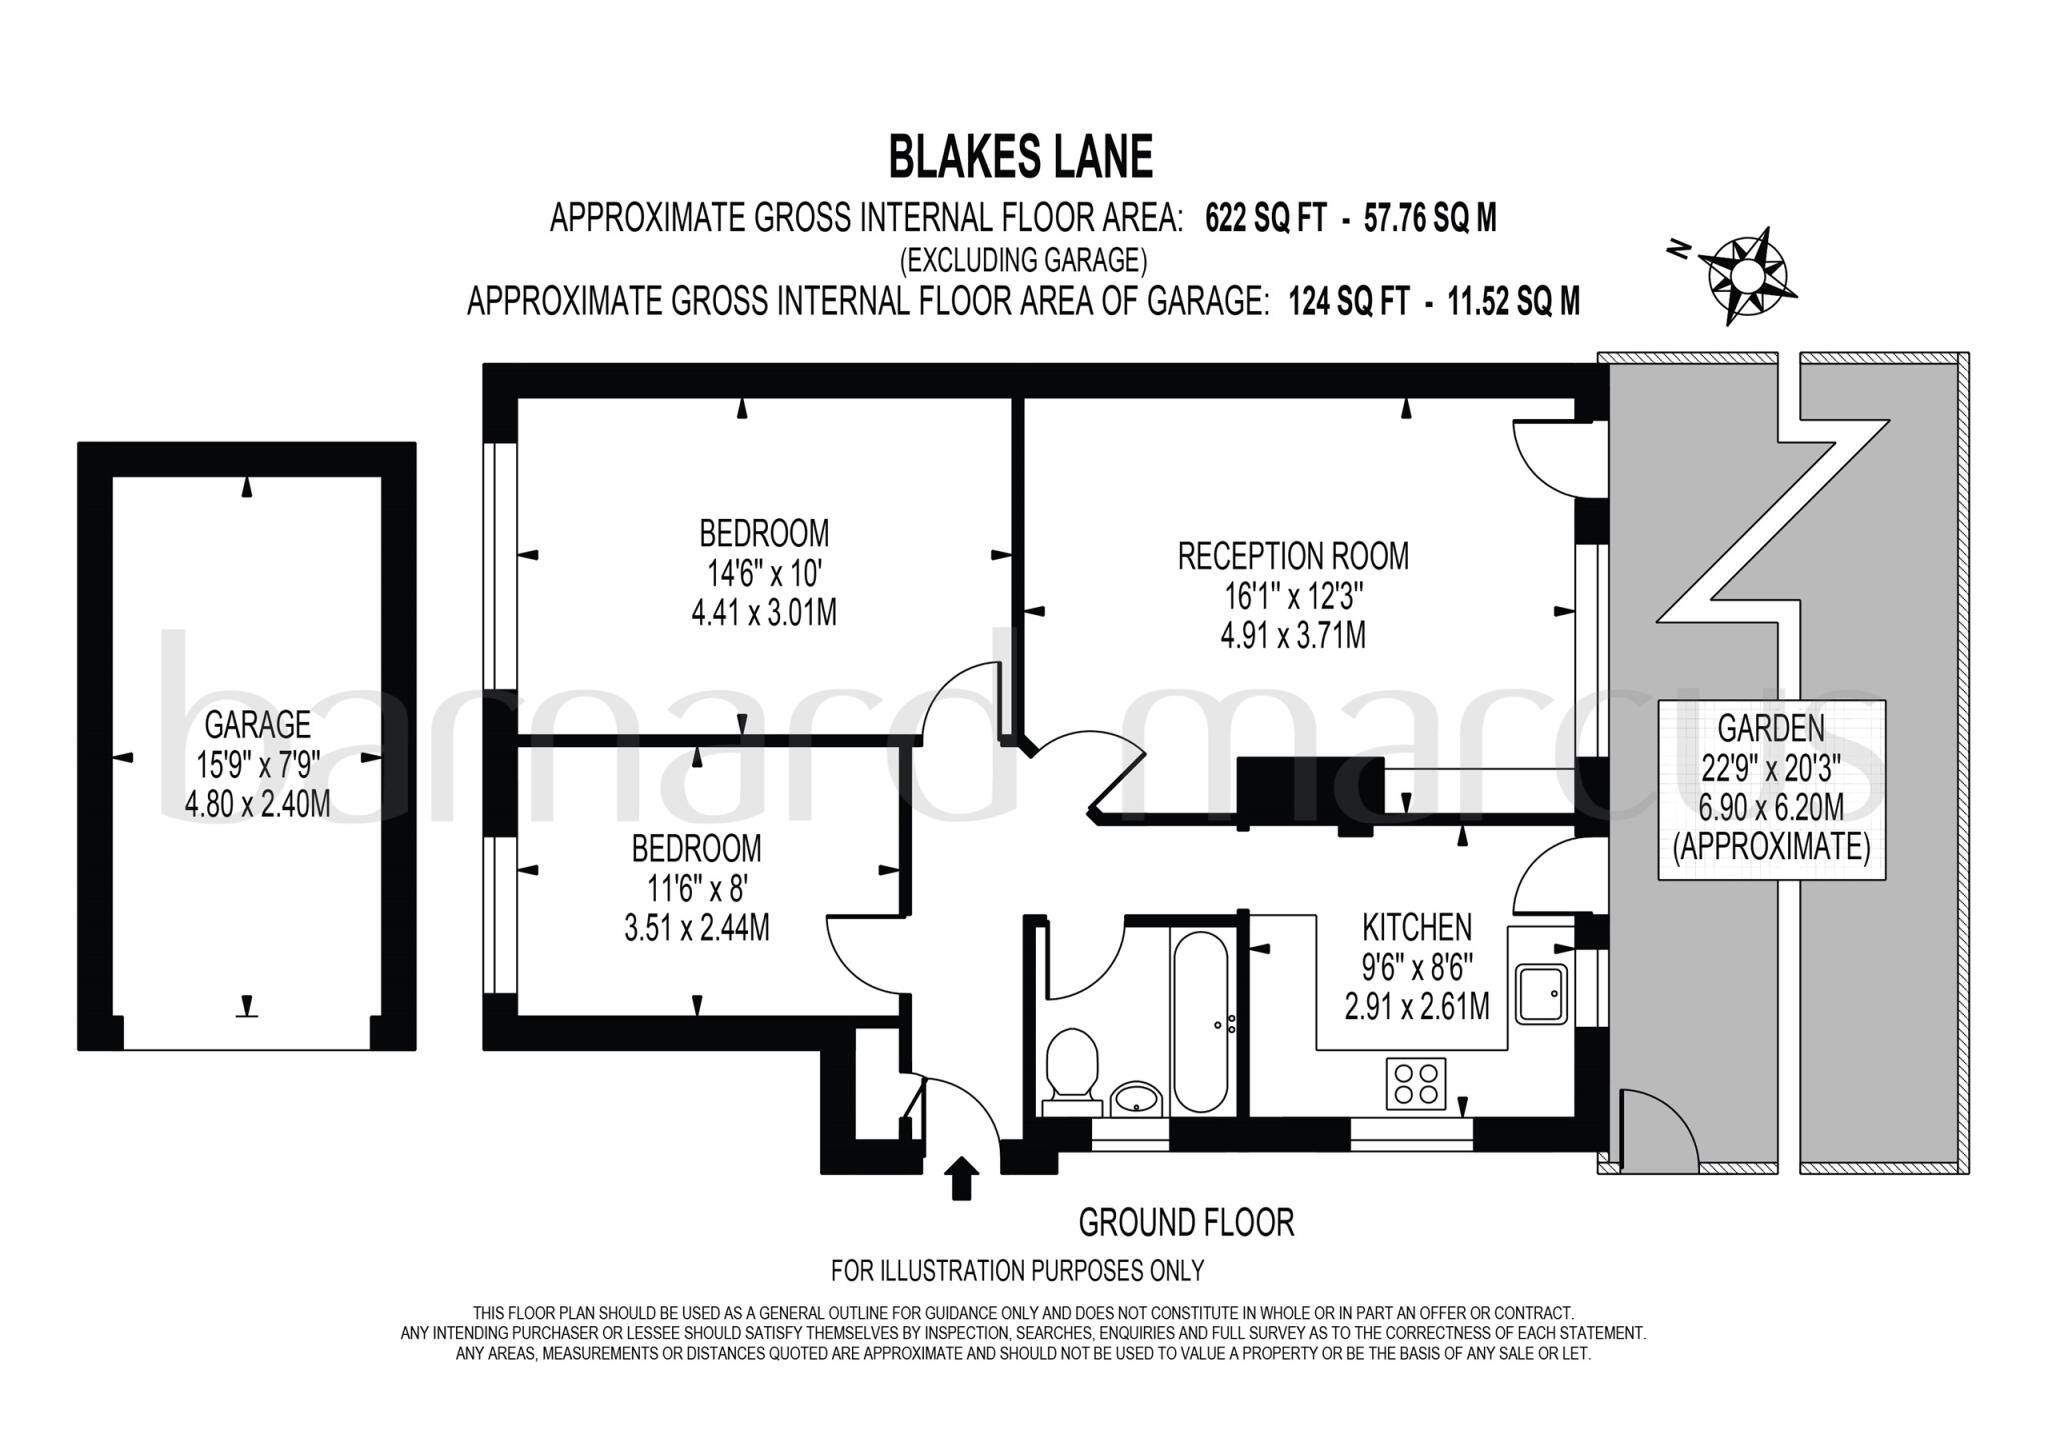 BLAKES LANE
APPROXIMATE GROSS INTERNAL FLOOR AREA: 622 SQ FT - 57.76 SQ M
(EXCLUDING GARAGE)
APPROXIMATE GROSS INTERNAL FLOOR AREA OF GARAGE: 124 SQ FT - 11.52 SQ M
N
BEDROOM
14'6" x 10'
4.41 x 3.01M
RECEPTION ROOM
16'1" x 12'3"
4.91 x 3.71M
GARAGE
15'9" x 7'9"
4.80 x 2.40M
barnard marcus
GARDEN
22'9" x 20'3"
6.90 x 6.20M
(APPROXIMATE)
BEDROOM
11'6" x 8'
3.51 x 2.44M
KITCHEN
9'6" x 8'6"
2.91 x 2.61M
GROUND FLOOR
FOR ILLUSTRATION PURPOSES ONLY
THIS FLOOR PLAN SHOULD BE USED AS A GENERAL OUTLINE FOR GUIDANCE ONLY AND DOES NOT CONSTITUTE IN WHOLE OR IN PART AN OFFER OR CONTRACT.
ANY INTENDING PURCHASER OR LESSEE SHOULD SATISFY THEMSELVES BY INSPECTION, SEARCHES, ENQUIRIES AND FULL SURVEY AS TO THE CORRECTNESS OF EACH STATEMENT.
ANY AREAS, MEASUREMENTS OR DISTANCES QUOTED ARE APPROXIMATE AND SHOULD NOT BE USED TO VALUE A PROPERTY OR BE THE BASIS OF ANY SALE OR LET.